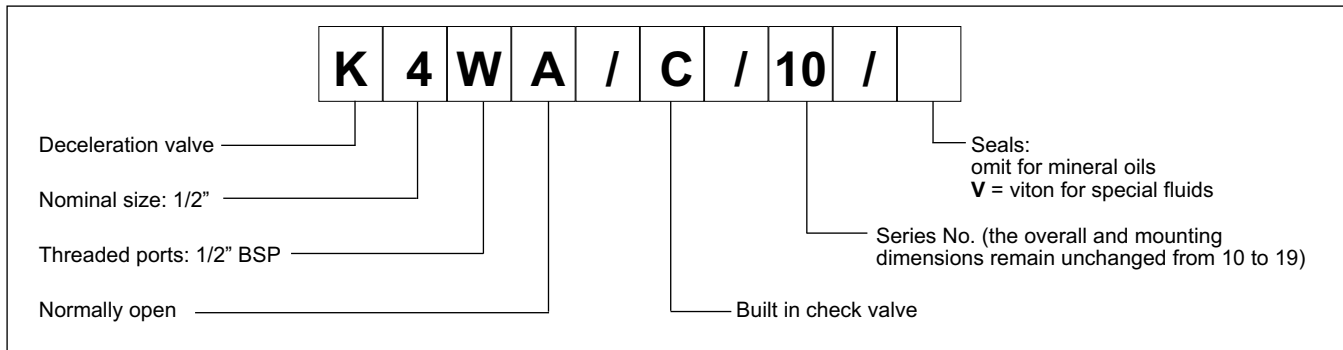 K 4 W A / C / 10 /
Deceleration valve
Nominal size: 1/2”
Threaded ports: 1/2” BSP
Normally open
Built in check valve
Series No. (the overall and mounting
dimensions remain unchanged from 10 to 19)
Seals:
omit for mineral oils
V = viton for special fluids